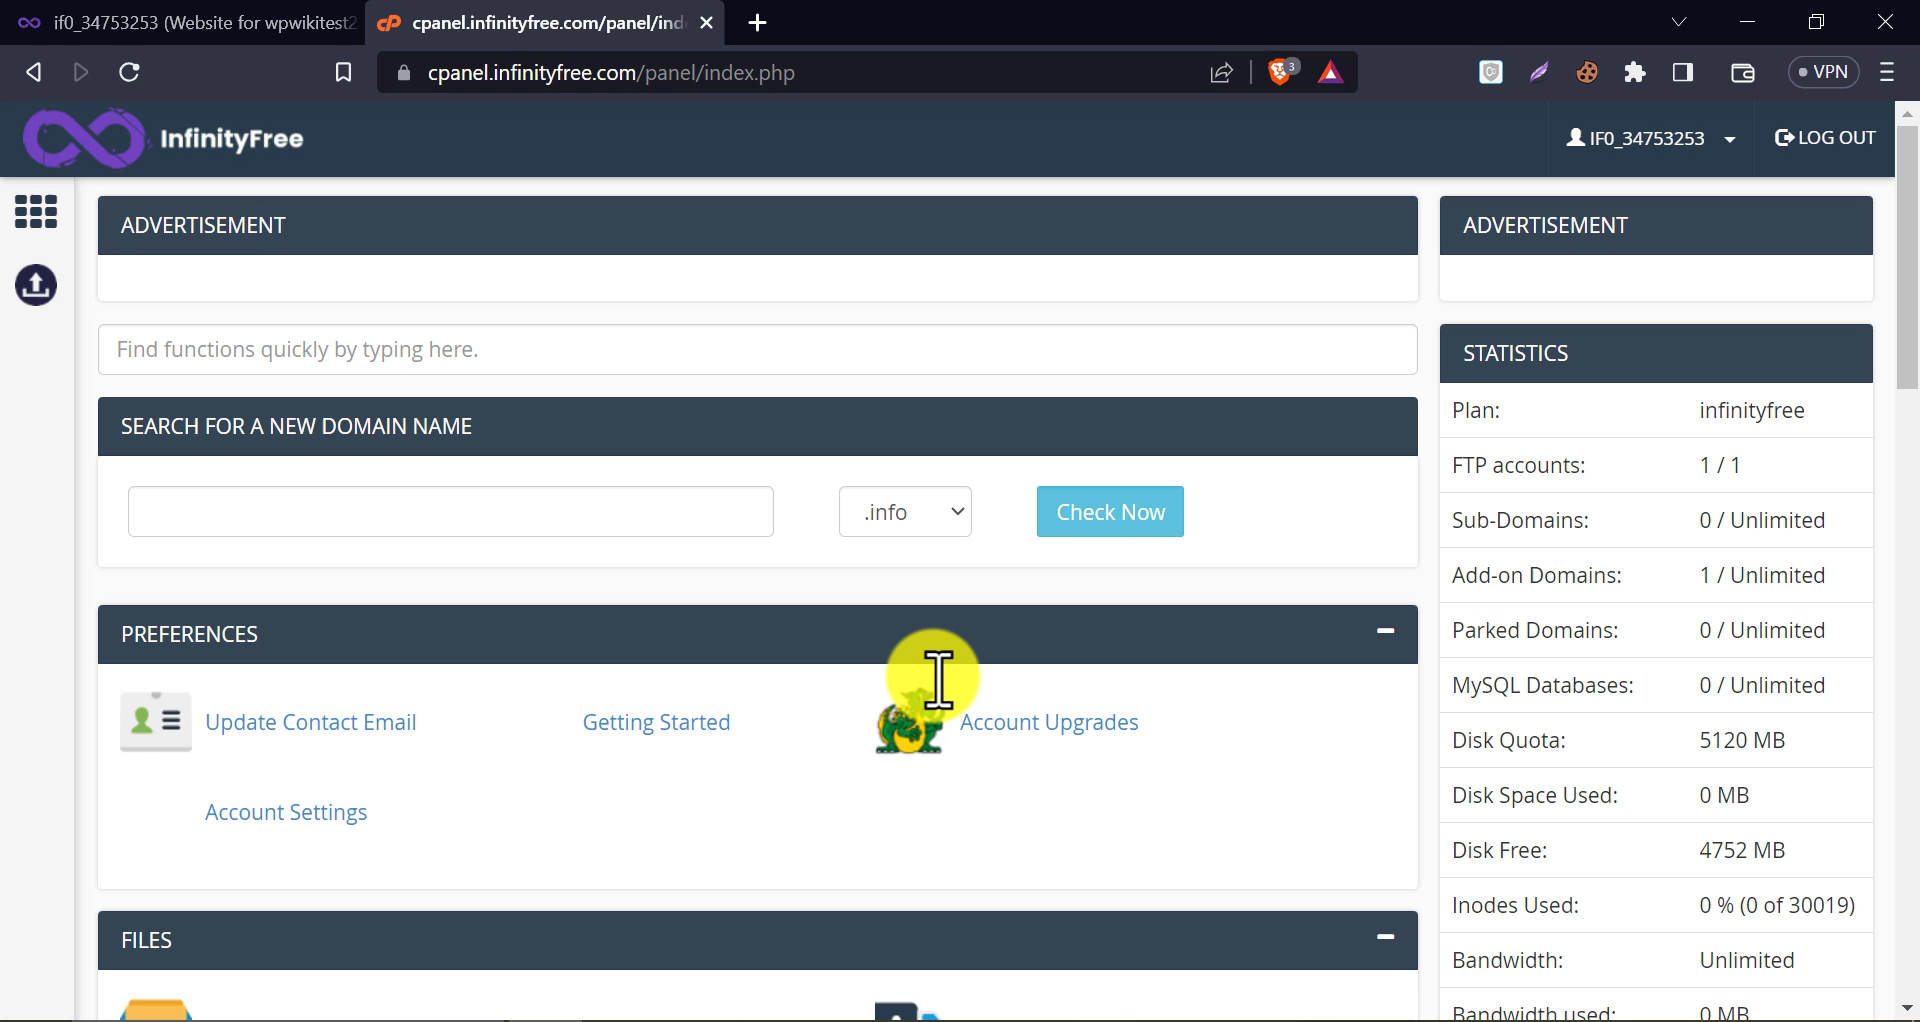 if0_34753253 (Website for wpwikitest2
cpanel.infinityfree.com/panel/ind
cpanel.infinityfree.com/panel/index.php
3
VPN
InfinityFree
IF0_34753253
LOG OUT
ADVERTISEMENT
ADVERTISEMENT
Find functions quickly by typing here.
SEARCH FOR A NEW DOMAIN NAME
.info
Check Now
PREFERENCES
Update Contact Email
Getting Started
Account Upgrades
Account Settings
FILES
STATISTICS
Plan: infinityfree
FTP accounts: 1 / 1
Sub-Domains: 0 / Unlimited
Add-on Domains: 1 / Unlimited
Parked Domains: 0 / Unlimited
MySQL Databases: 0 / Unlimited
Disk Quota: 5120 MB
Disk Space Used: 0 MB
Disk Free: 4752 MB
Inodes Used: 0 % (0 of 30019)
Bandwidth: Unlimited
Bandwidth used: 0 MB